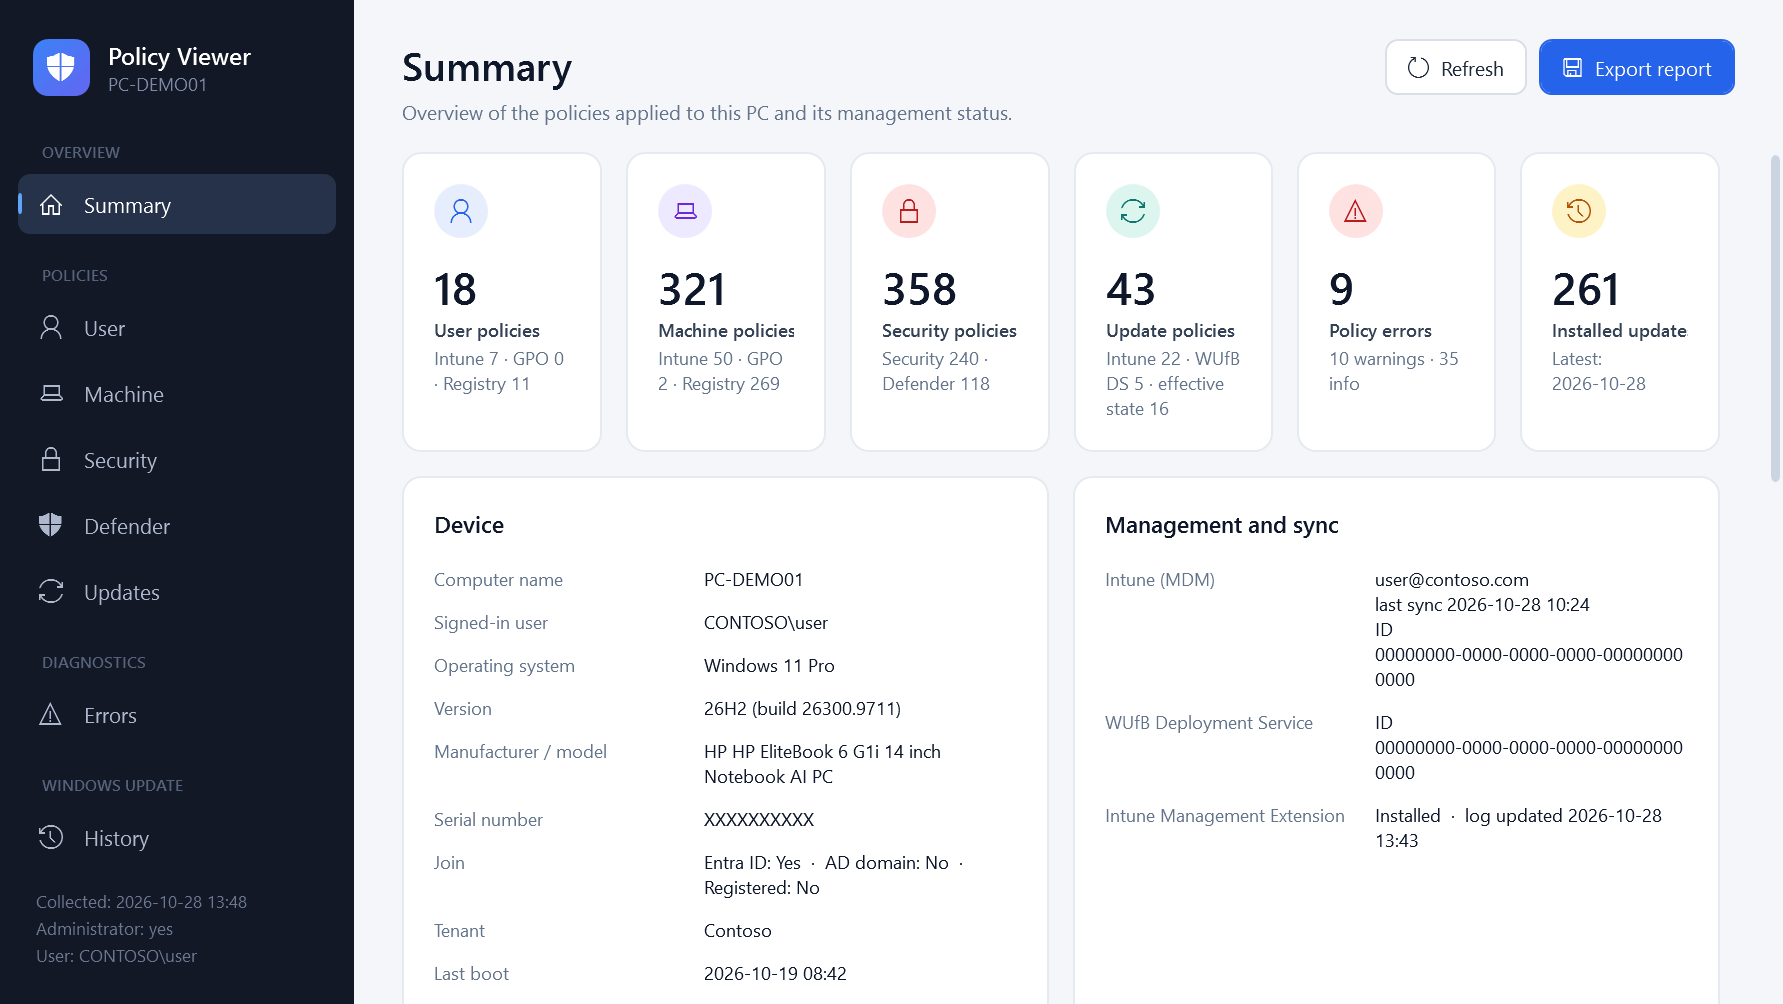 Policy Viewer
PC-DEMO01
OVERVIEW
Summary
POLICIES
User
Machine
Security
Defender
Updates
DIAGNOSTICS
Errors
WINDOWS UPDATE
History
Collected: 2026-10-28 13:48
Administrator: yes
User: CONTOSO\user
Summary
Overview of the policies applied to this PC and its management status.
Refresh
Export report
18
User policies
Intune 7 · GPO 0
· Registry 11
321
Machine policies
Intune 50 · GPO
2 · Registry 269
358
Security policies
Security 240 ·
Defender 118
43
Update policies
Intune 22 · WUfB
DS 5 · effective
state 16
9
Policy errors
10 warnings · 35
info
261
Installed update
Latest:
2026-10-28
Device
Computer name PC-DEMO01
Signed-in user CONTOSO\user
Operating system Windows 11 Pro
Version 26H2 (build 26300.9711)
Manufacturer / model HP HP EliteBook 6 G1i 14 inch
Notebook AI PC
Serial number XXXXXXXXXX
Join Entra ID: Yes · AD domain: No ·
Registered: No
Tenant Contoso
Last boot 2026-10-19 08:42
Management and sync
Intune (MDM) user@contoso.com
last sync 2026-10-28 10:24
ID
00000000-0000-0000-0000-00000000
0000
WUfB Deployment Service ID
00000000-0000-0000-0000-00000000
0000
Intune Management Extension Installed · log updated 2026-10-28
13:43